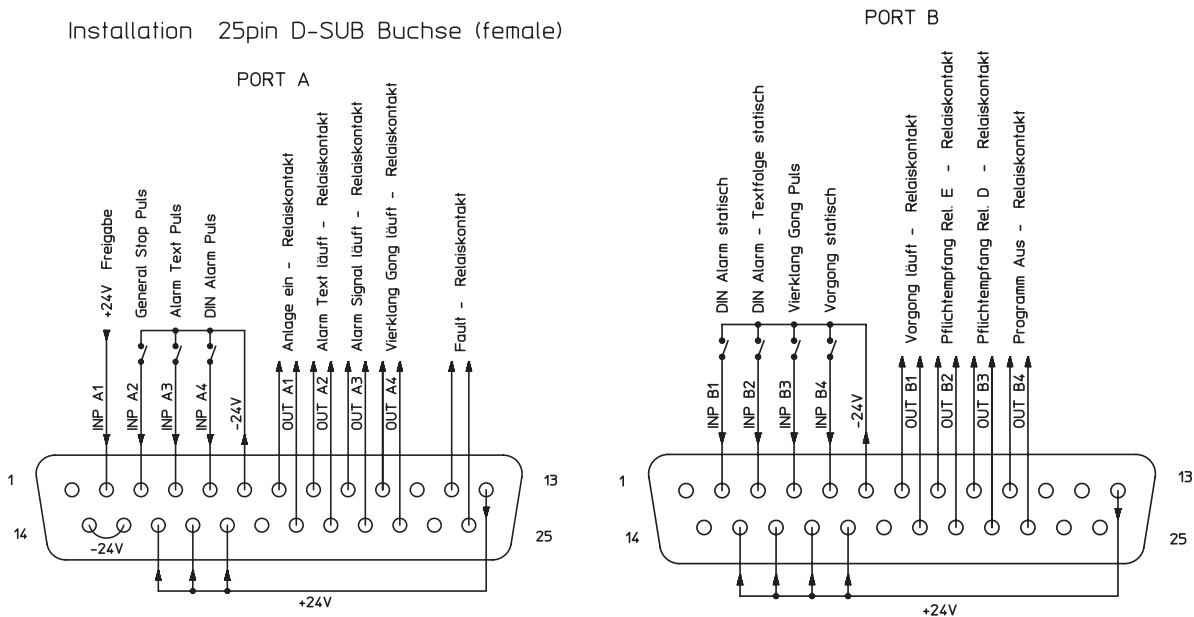 Installation 25pin D-SUB Buchse (female)
PORT A
+24V Freigabe
General Stop Puls
Alarm Text Puls
DIN Alarm Puls
Anlage ein - Relaiskontakt
Alarm Text läuft - Relaiskontakt
Alarm Signal läuft - Relaiskontakt
Vierklang Gong läuft - Relaiskontakt
Fault - Relaiskontakt
INP A1
INP A2
INP A3
INP A4
-24V
OUT A1
OUT A2
OUT A3
OUT A4
1
13
14
25
-24V
+24V
PORT B
DIN Alarm statisch
DIN Alarm - Textfolge statisch
Vierklang Gong Puls
Vorgong statisch
Vorgong läuft - Relaiskontakt
Pflichtempfang Rel. E - Relaiskontakt
Pflichtempfang Rel. D - Relaiskontakt
Programm Aus - Relaiskontakt
INP B1
INP B2
INP B3
INP B4
-24V
OUT B1
OUT B2
OUT B3
OUT B4
1
13
14
25
+24V